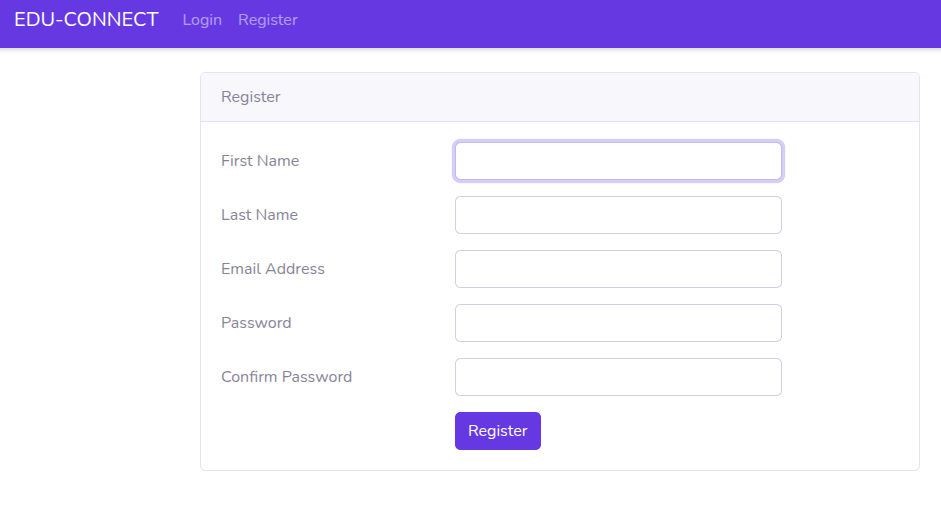 EDU-CONNECT Login Register
Register
First Name
Last Name
Email Address
Password
Confirm Password
Register